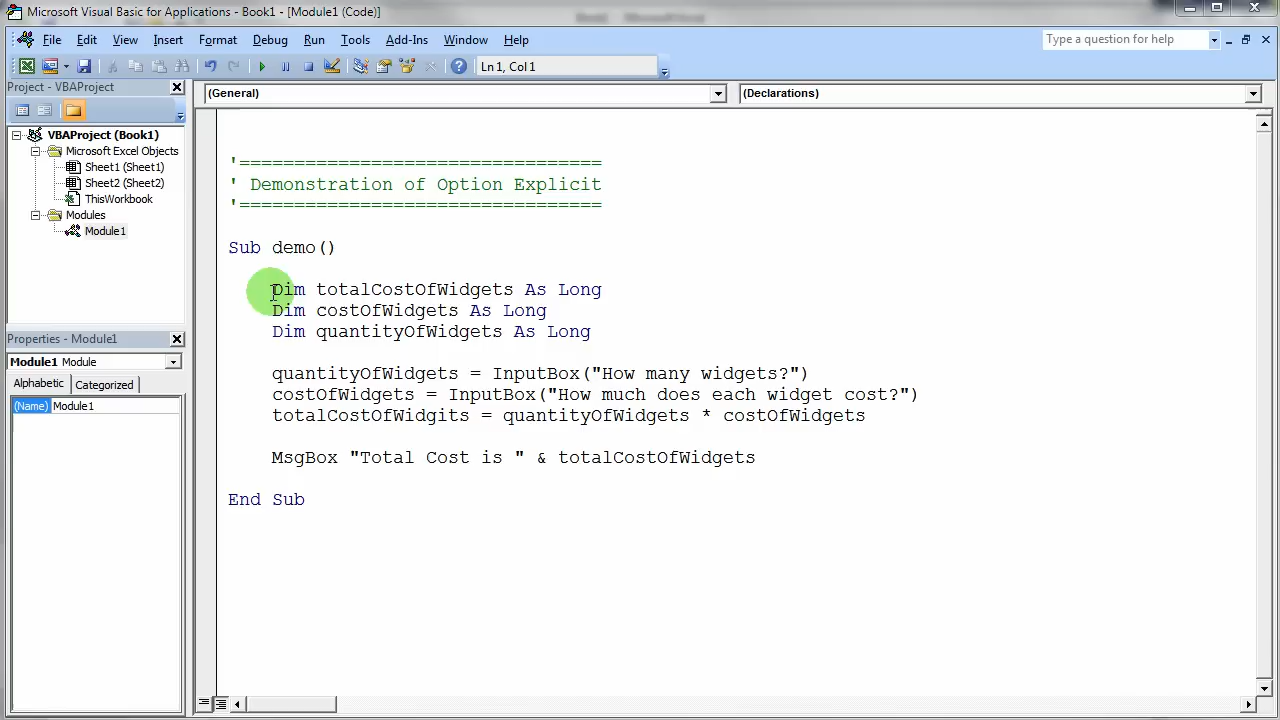 Microsoft Visual Basic for Applications - Book1 - [Module1 (Code)]
File Edit View Insert Format Debug Run Tools Add-Ins Window Help
Type a question for help
Ln 1, Col 1
Project - VBAProject
(General)
(Declarations)
VBAProject (Book1)
Microsoft Excel Objects
Sheet1 (Sheet1)
Sheet2 (Sheet2)
ThisWorkbook
Modules
Module1
Properties - Module1
Module1 Module
Alphabetic Categorized
(Name) Module1
'=================================
' Demonstration of Option Explicit
'=================================
Sub demo()
Dim totalCostOfWidgets As Long
Dim costOfWidgets As Long
Dim quantityOfWidgets As Long
quantityOfWidgets = InputBox("How many widgets?")
costOfWidgets = InputBox("How much does each widget cost?")
totalCostOfWidgits = quantityOfWidgets * costOfWidgets
MsgBox "Total Cost is " & totalCostOfWidgets
End Sub